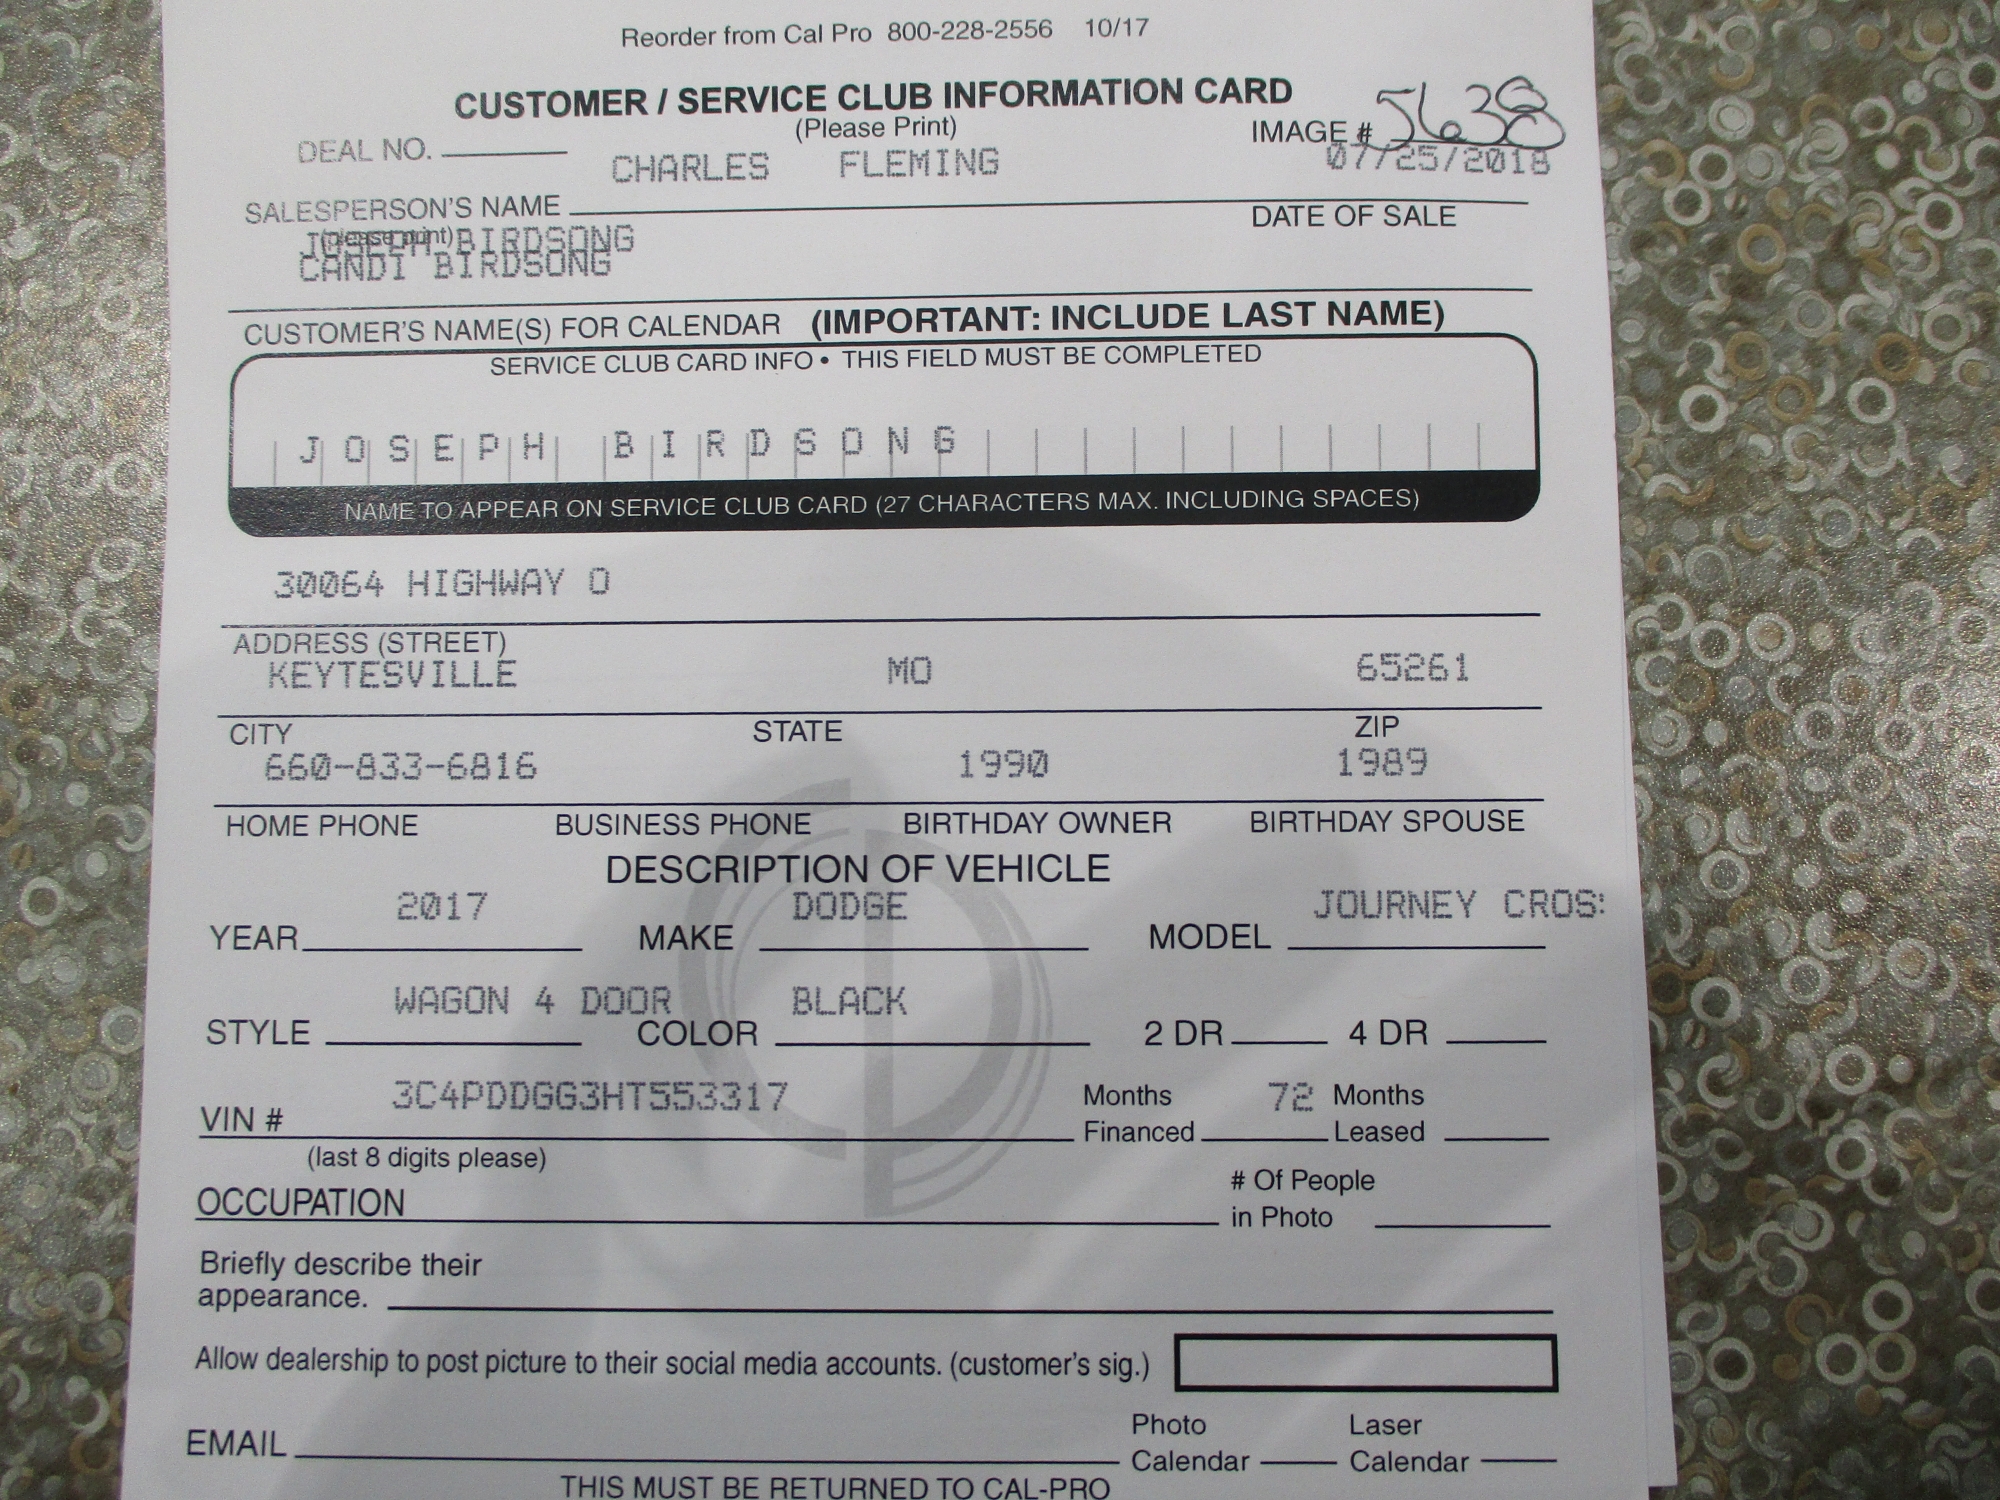 Reorder from Cal Pro 800-228-2556 10/17
CUSTOMER / SERVICE CLUB INFORMATION CARD
(Please Print)
IMAGE # 5638
DEAL NO.
CHARLES FLEMING
07/25/2018
SALESPERSON'S NAME
(please print)
DATE OF SALE
JOSEPH BIRDSONG
CANDI BIRDSONG
CUSTOMER'S NAME(S) FOR CALENDAR (IMPORTANT: INCLUDE LAST NAME)
SERVICE CLUB CARD INFO • THIS FIELD MUST BE COMPLETED
JOSEPH BIRDSONG
NAME TO APPEAR ON SERVICE CLUB CARD (27 CHARACTERS MAX. INCLUDING SPACES)
30064 HIGHWAY O
ADDRESS (STREET)
KEYTESVILLE MO 65261
CITY STATE ZIP
660-833-6816 1990 1989
HOME PHONE BUSINESS PHONE BIRTHDAY OWNER BIRTHDAY SPOUSE
DESCRIPTION OF VEHICLE
2017 DODGE JOURNEY CROS
YEAR MAKE MODEL
WAGON 4 DOOR BLACK
STYLE COLOR 2 DR 4 DR
3C4PDDGG3HT553317 Months 72 Months
VIN # Financed Leased
(last 8 digits please)
# Of People
OCCUPATION in Photo
Briefly describe their
appearance.
Allow dealership to post picture to their social media accounts. (customer's sig.)
Photo Laser
EMAIL Calendar Calendar
THIS MUST BE RETURNED TO CAL-PRO